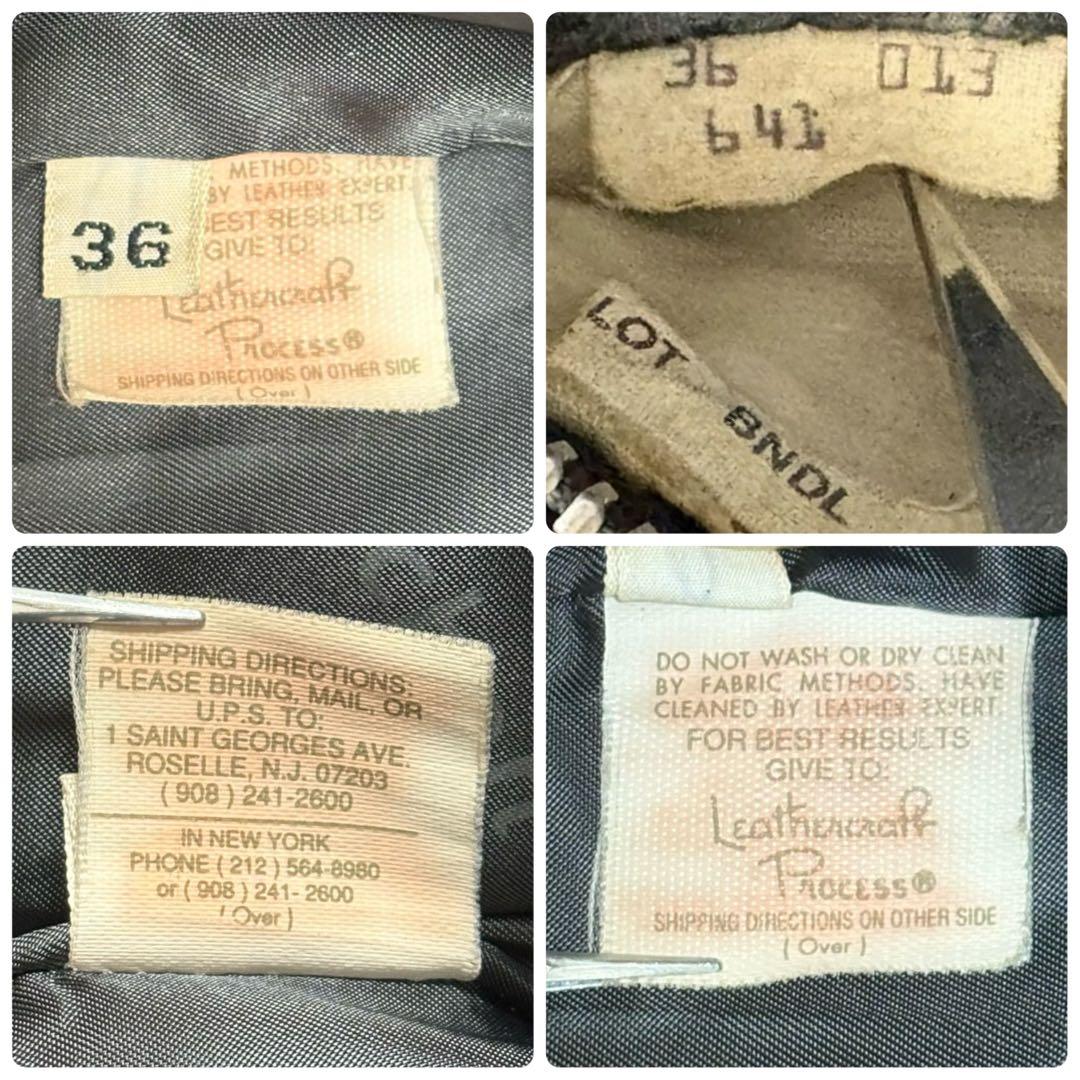 36
METHODS. HAVE
BY LEATHER EXPERT.
BEST RESULTS
GIVE TO:
Leathercraft
Process®
SHIPPING DIRECTIONS ON OTHER SIDE
(Over)
36 013
641
LOT BNDL
SHIPPING DIRECTIONS:
PLEASE BRING, MAIL, OR
U.P.S. TO:
1 SAINT GEORGES AVE.
ROSELLE, N.J. 07203
(908) 241-2600
IN NEW YORK
PHONE (212) 564-8980
or (908) 241-2600
(Over)
DO NOT WASH OR DRY CLEAN
BY FABRIC METHODS. HAVE
CLEANED BY LEATHER EXPERT.
FOR BEST RESULTS
GIVE TO:
Leathercraft
Process®
SHIPPING DIRECTIONS ON OTHER SIDE
(Over)